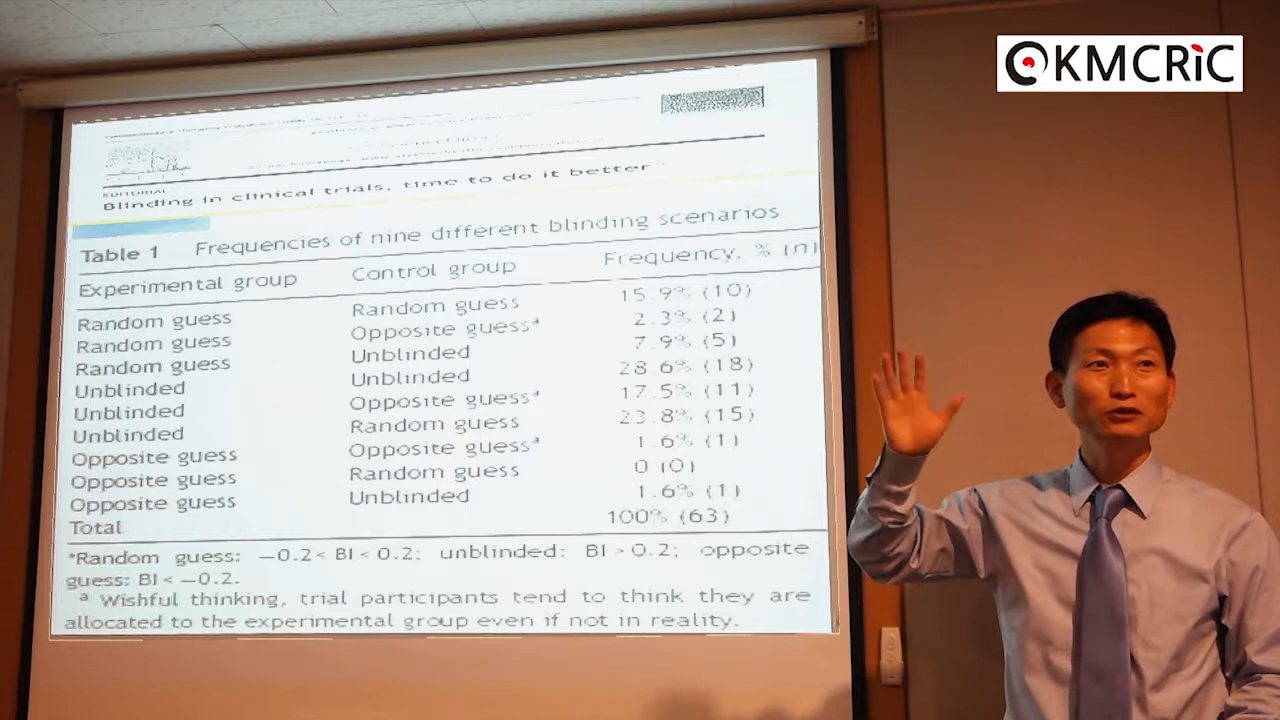 KMCRiC
EDITORIAL
Blinding in clinical trials, time to do it better
Table 1 Frequencies of nine different blinding scenarios
Experimental group Control group Frequency, % (n)
Random guess Random guess 15.9% (10)
Random guess Opposite guessᵃ 2.3% (2)
Random guess Unblinded 7.9% (5)
Unblinded Unblinded 28.6% (18)
Unblinded Opposite guessᵃ 17.5% (11)
Unblinded Random guess 23.8% (15)
Opposite guess Opposite guessᵃ 1.6% (1)
Opposite guess Random guess 0 (0)
Opposite guess Unblinded 1.6% (1)
Total 100% (63)
*Random guess: −0.2 < BI < 0.2; unblinded: BI > 0.2; opposite
guess: BI < −0.2.
ᵃ Wishful thinking, trial participants tend to think they are
allocated to the experimental group even if not in reality.